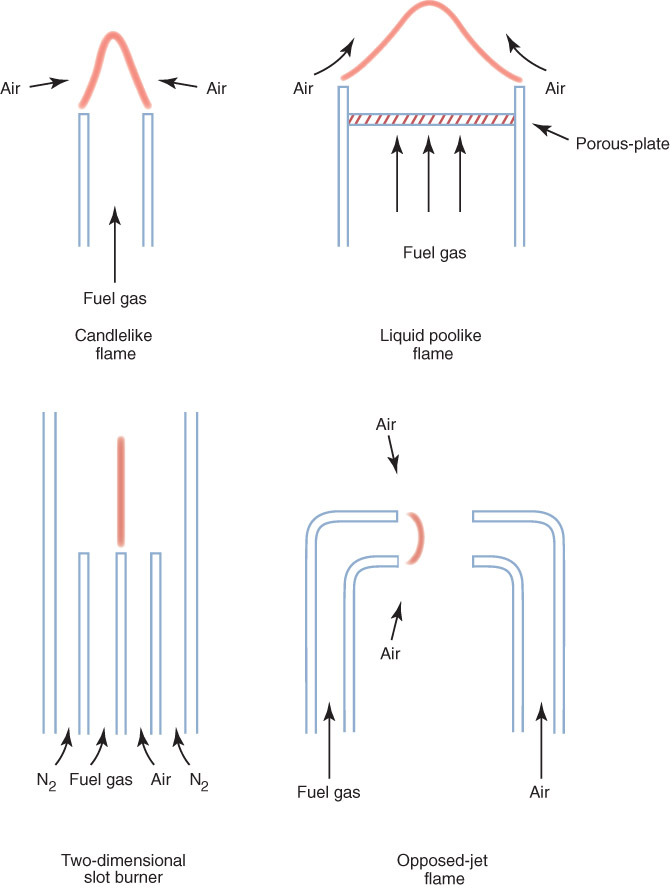 Air
Air
Fuel gas
Candlelike
flame
Air
Air
Porous-plate
Fuel gas
Liquid poolike
flame
N2
Fuel gas
Air
N2
Two-dimensional
slot burner
Air
Air
Fuel gas
Air
Opposed-jet
flame